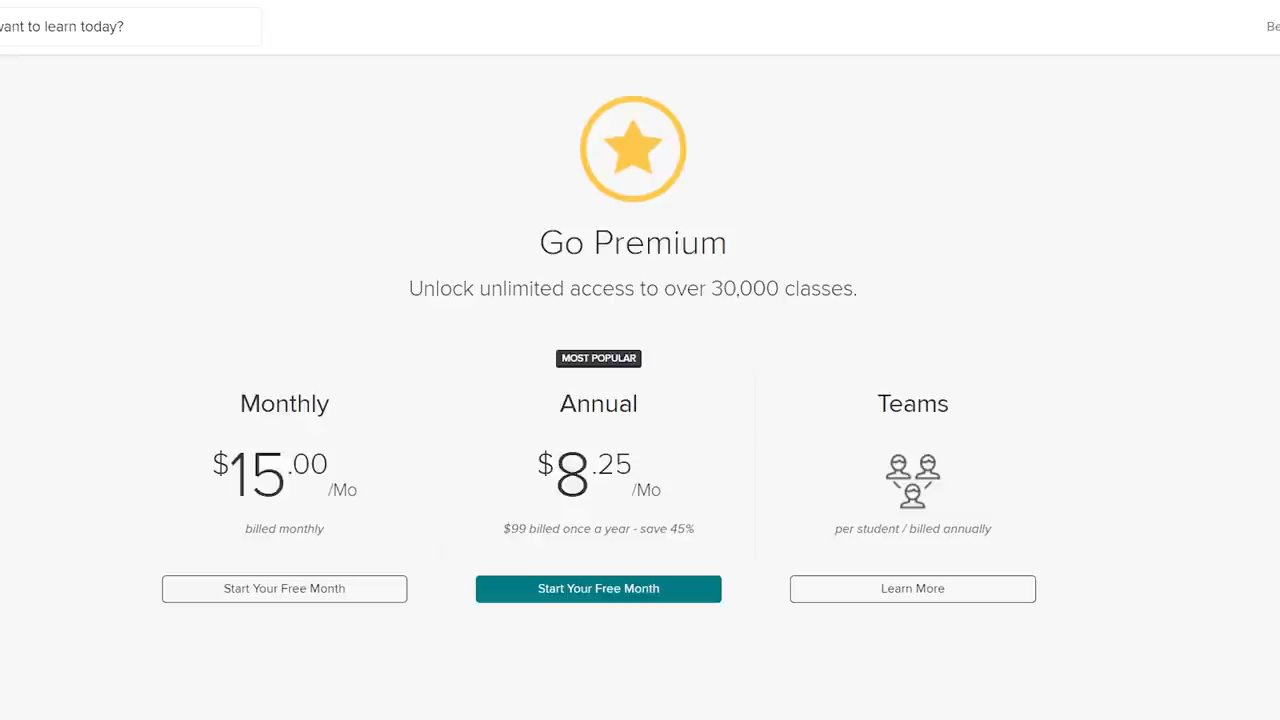 want to learn today?
Go Premium
Unlock unlimited access to over 30,000 classes.
MOST POPULAR
Monthly
$15.00/Mo
billed monthly
Start Your Free Month
Annual
$8.25/Mo
$99 billed once a year - save 45%
Start Your Free Month
Teams
per student / billed annually
Learn More